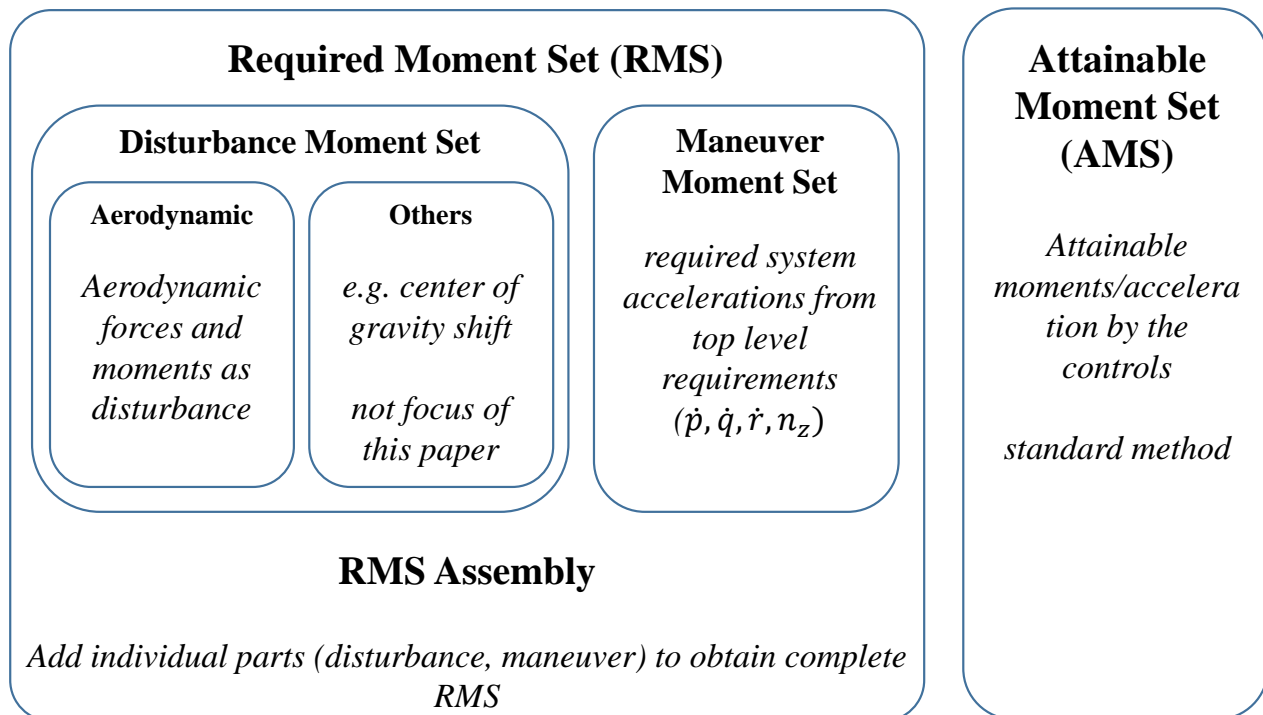 Required Moment Set (RMS)
Disturbance Moment Set
Aerodynamic
Aerodynamic
forces and
moments as
disturbance
Others
e.g. center of
gravity shift
not focus of
this paper
Maneuver
Moment Set
required system
accelerations from
top level
requirements
(ṗ, q̇, ṙ, n_z)
RMS Assembly
Add individual parts (disturbance, maneuver) to obtain complete
RMS
Attainable
Moment Set
(AMS)
Attainable
moments/accelera
tion by the
controls
standard method